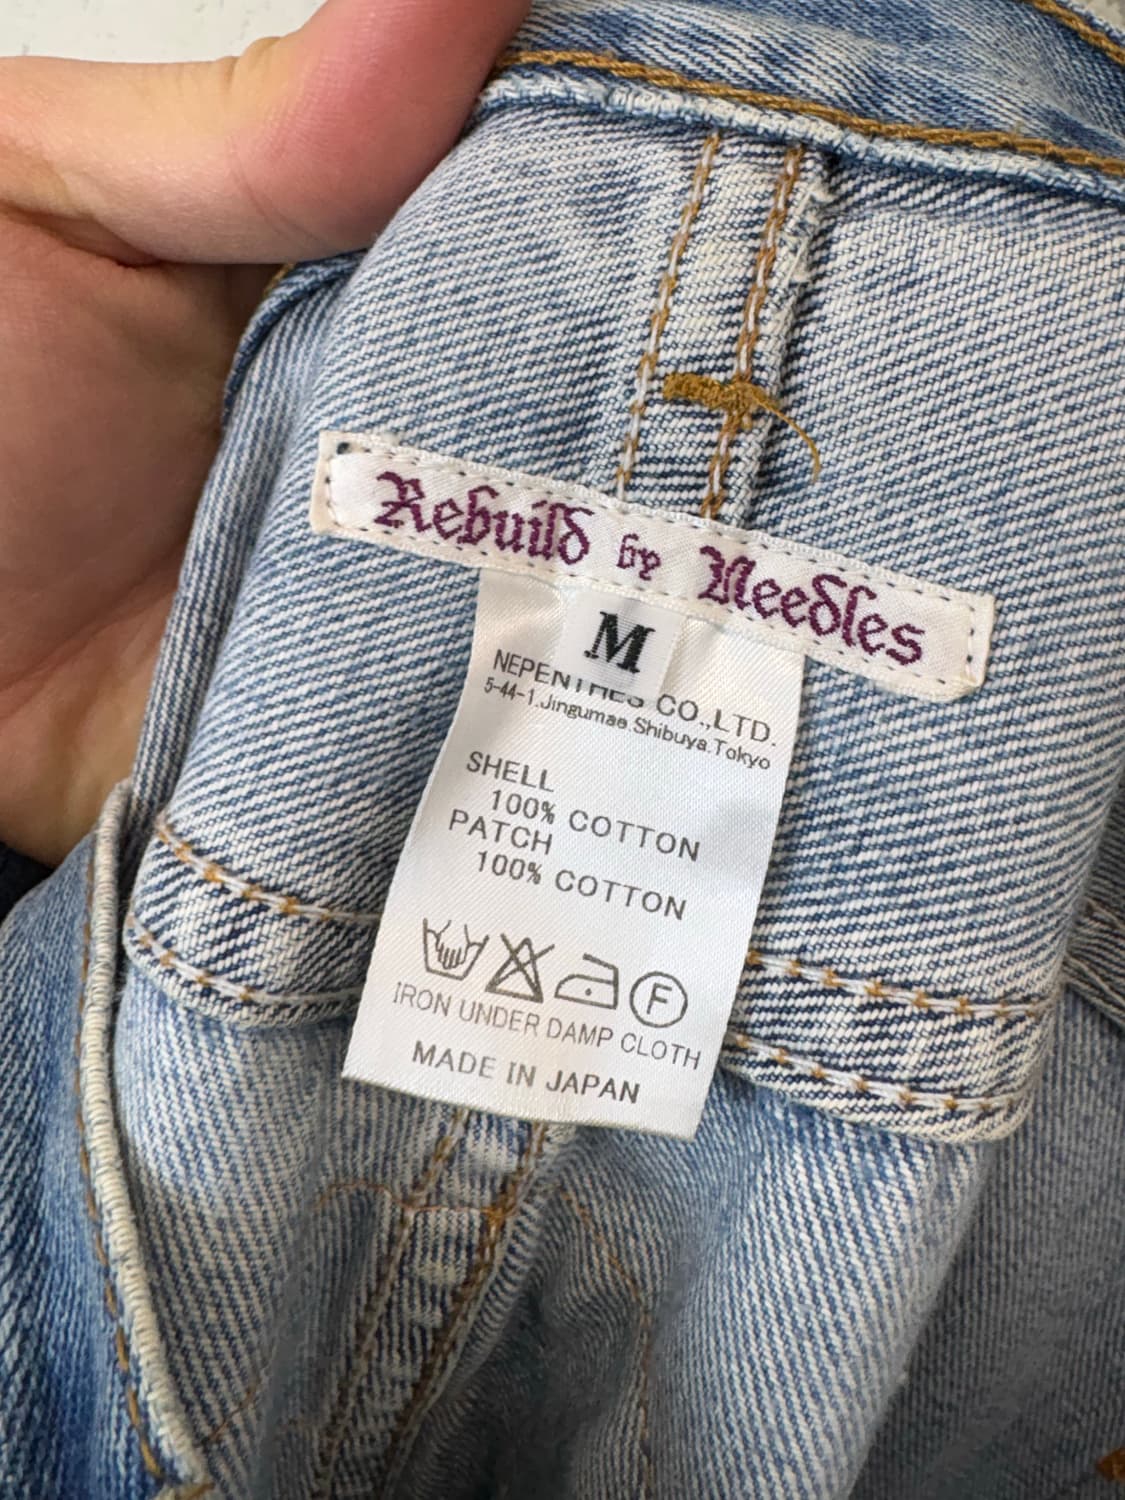 Rebuild by Needles
M
NEPENTHES CO.,LTD.
5-44-1.Jingumae.Shibuya.Tokyo
SHELL
100% COTTON
PATCH
100% COTTON
F
IRON UNDER DAMP CLOTH
MADE IN JAPAN